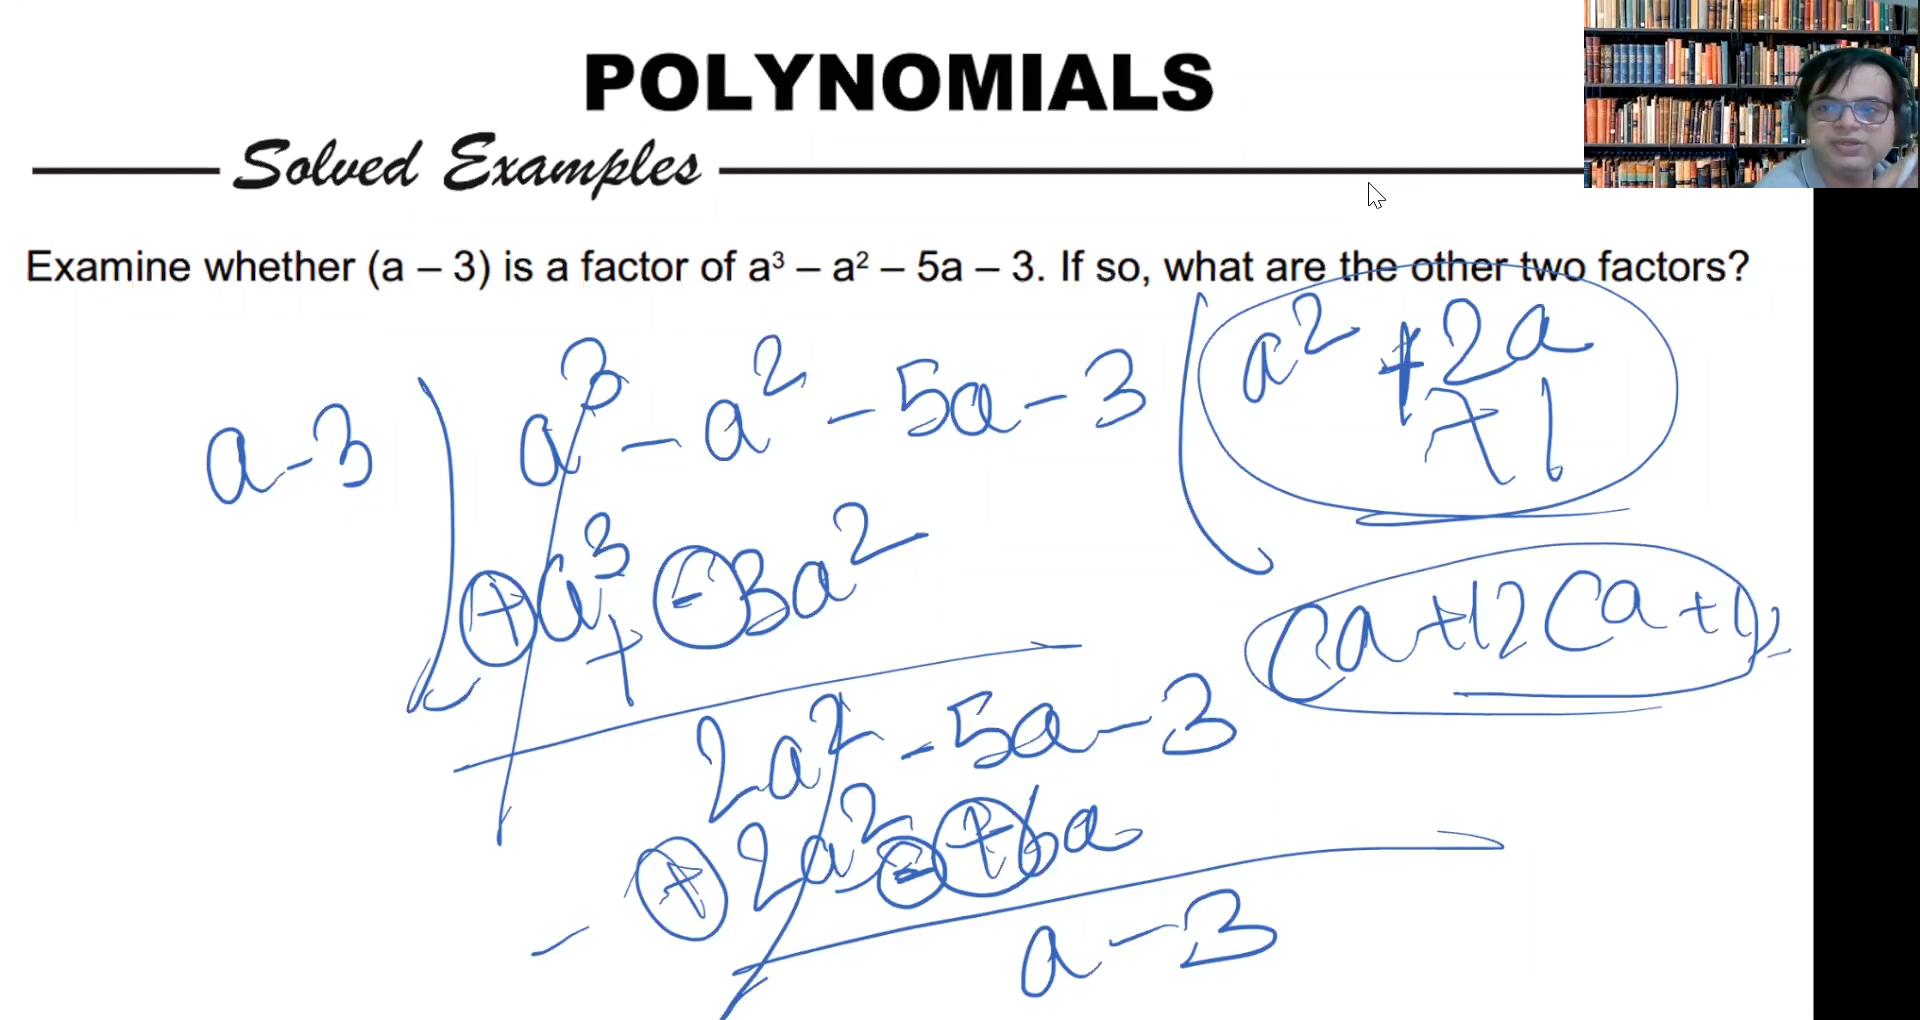 POLYNOMIALS
Solved Examples
Examine whether (a – 3) is a factor of a³ – a² – 5a – 3. If so, what are the other two factors?
a-3) a³ - a² - 5a - 3 (a² + 2a
+ 1
+ a³ - 3a²
+
(a+1) (a+1)
2a² - 5a - 3
+ 2a² - + 6a
-
a - 3